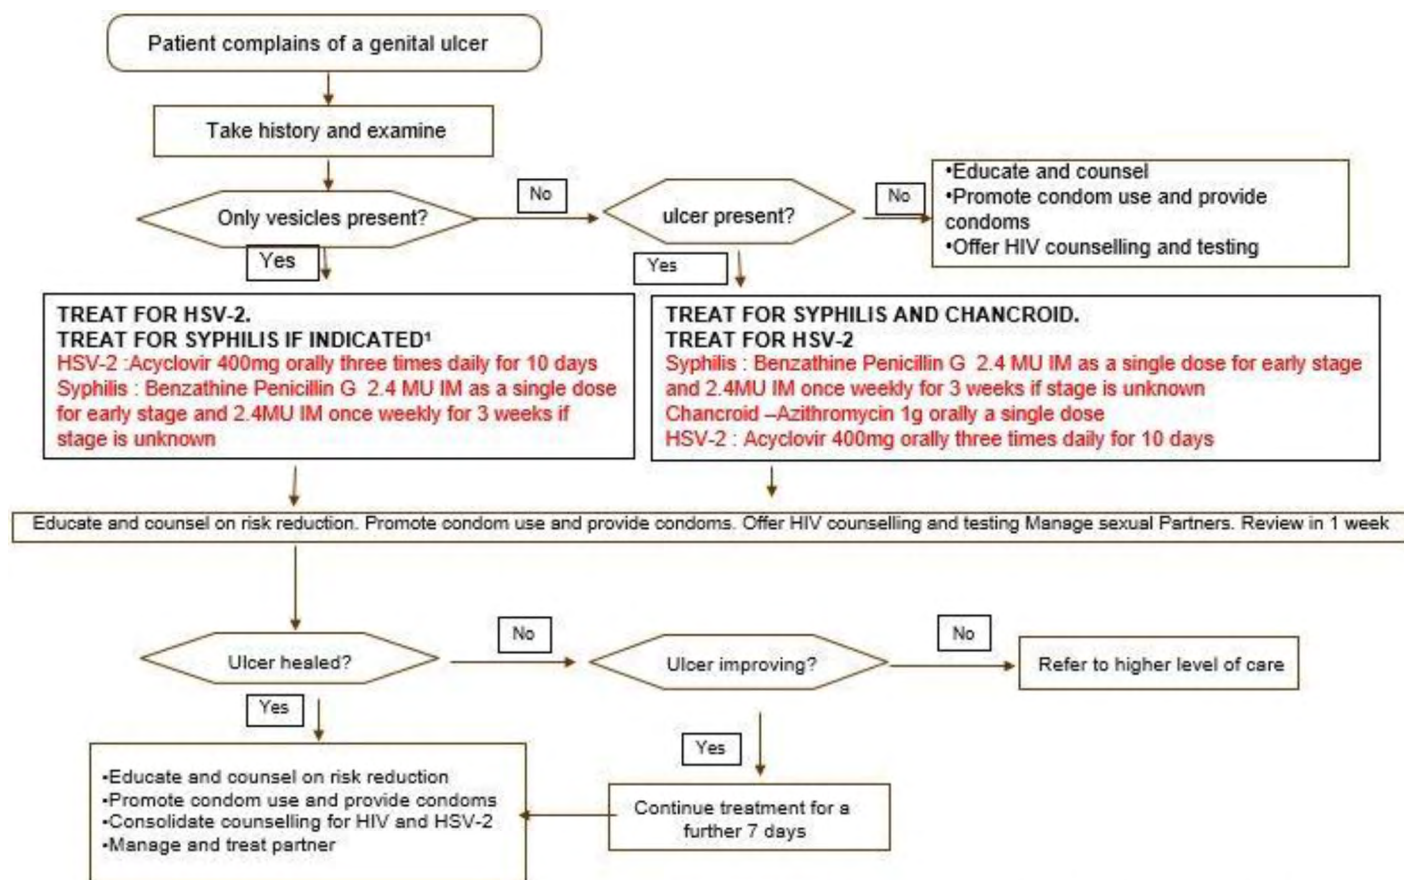 Patient complains of a genital ulcer
Take history and examine
Only vesicles present?
No
ulcer present?
No
•Educate and counsel
•Promote condom use and provide
condoms
•Offer HIV counselling and testing
Yes
Yes
TREAT FOR HSV-2.
TREAT FOR SYPHILIS IF INDICATED¹
HSV-2 :Acyclovir 400mg orally three times daily for 10 days
Syphilis : Benzathine Penicillin G 2.4 MU IM as a single dose
for early stage and 2.4MU IM once weekly for 3 weeks if
stage is unknown
TREAT FOR SYPHILIS AND CHANCROID.
TREAT FOR HSV-2
Syphilis : Benzathine Penicillin G 2.4 MU IM as a single dose for early stage
and 2.4MU IM once weekly for 3 weeks if stage is unknown
Chancroid –Azithromycin 1g orally a single dose
HSV-2 : Acyclovir 400mg orally three times daily for 10 days
Educate and counsel on risk reduction. Promote condom use and provide condoms. Offer HIV counselling and testing Manage sexual Partners. Review in 1 week
Ulcer healed?
No
Ulcer improving?
No
Refer to higher level of care
Yes
Yes
•Educate and counsel on risk reduction
•Promote condom use and provide condoms
•Consolidate counselling for HIV and HSV-2
•Manage and treat partner
Continue treatment for a
further 7 days